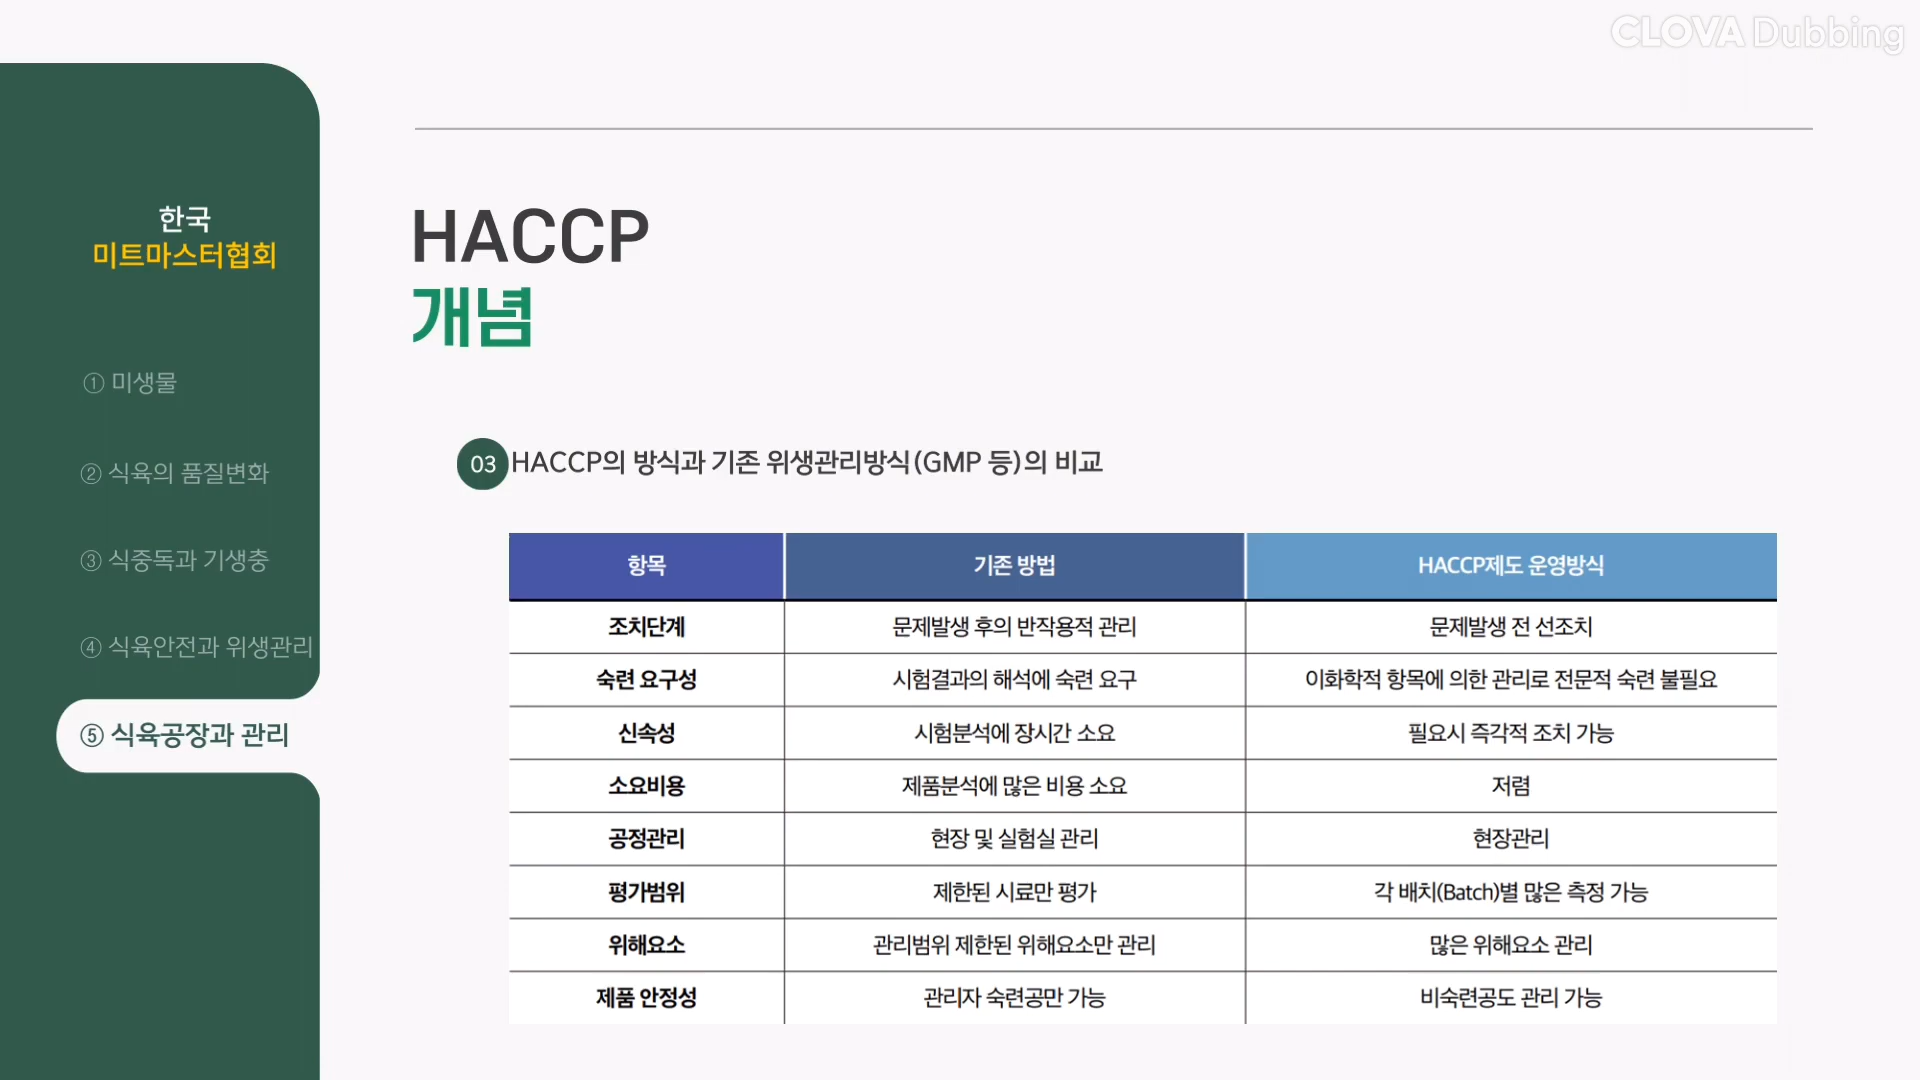 CLOVA Dubbing
한국
미트마스터협회
① 미생물
② 식육의 품질변화
③ 식중독과 기생충
④ 식육안전과 위생관리
⑤ 식육공장과 관리
HACCP
개념
03 HACCP의 방식과 기존 위생관리방식(GMP 등)의 비교
항목 기존 방법 HACCP제도 운영방식
조치단계 문제발생 후의 반작용적 관리 문제발생 전 선조치
숙련 요구성 시험결과의 해석에 숙련 요구 이화학적 항목에 의한 관리로 전문적 숙련 불필요
신속성 시험분석에 장시간 소요 필요시 즉각적 조치 가능
소요비용 제품분석에 많은 비용 소요 저렴
공정관리 현장 및 실험실 관리 현장관리
평가범위 제한된 시료만 평가 각 배치(Batch)별 많은 측정 가능
위해요소 관리범위 제한된 위해요소만 관리 많은 위해요소 관리
제품 안정성 관리자 숙련공만 가능 비숙련공도 관리 가능